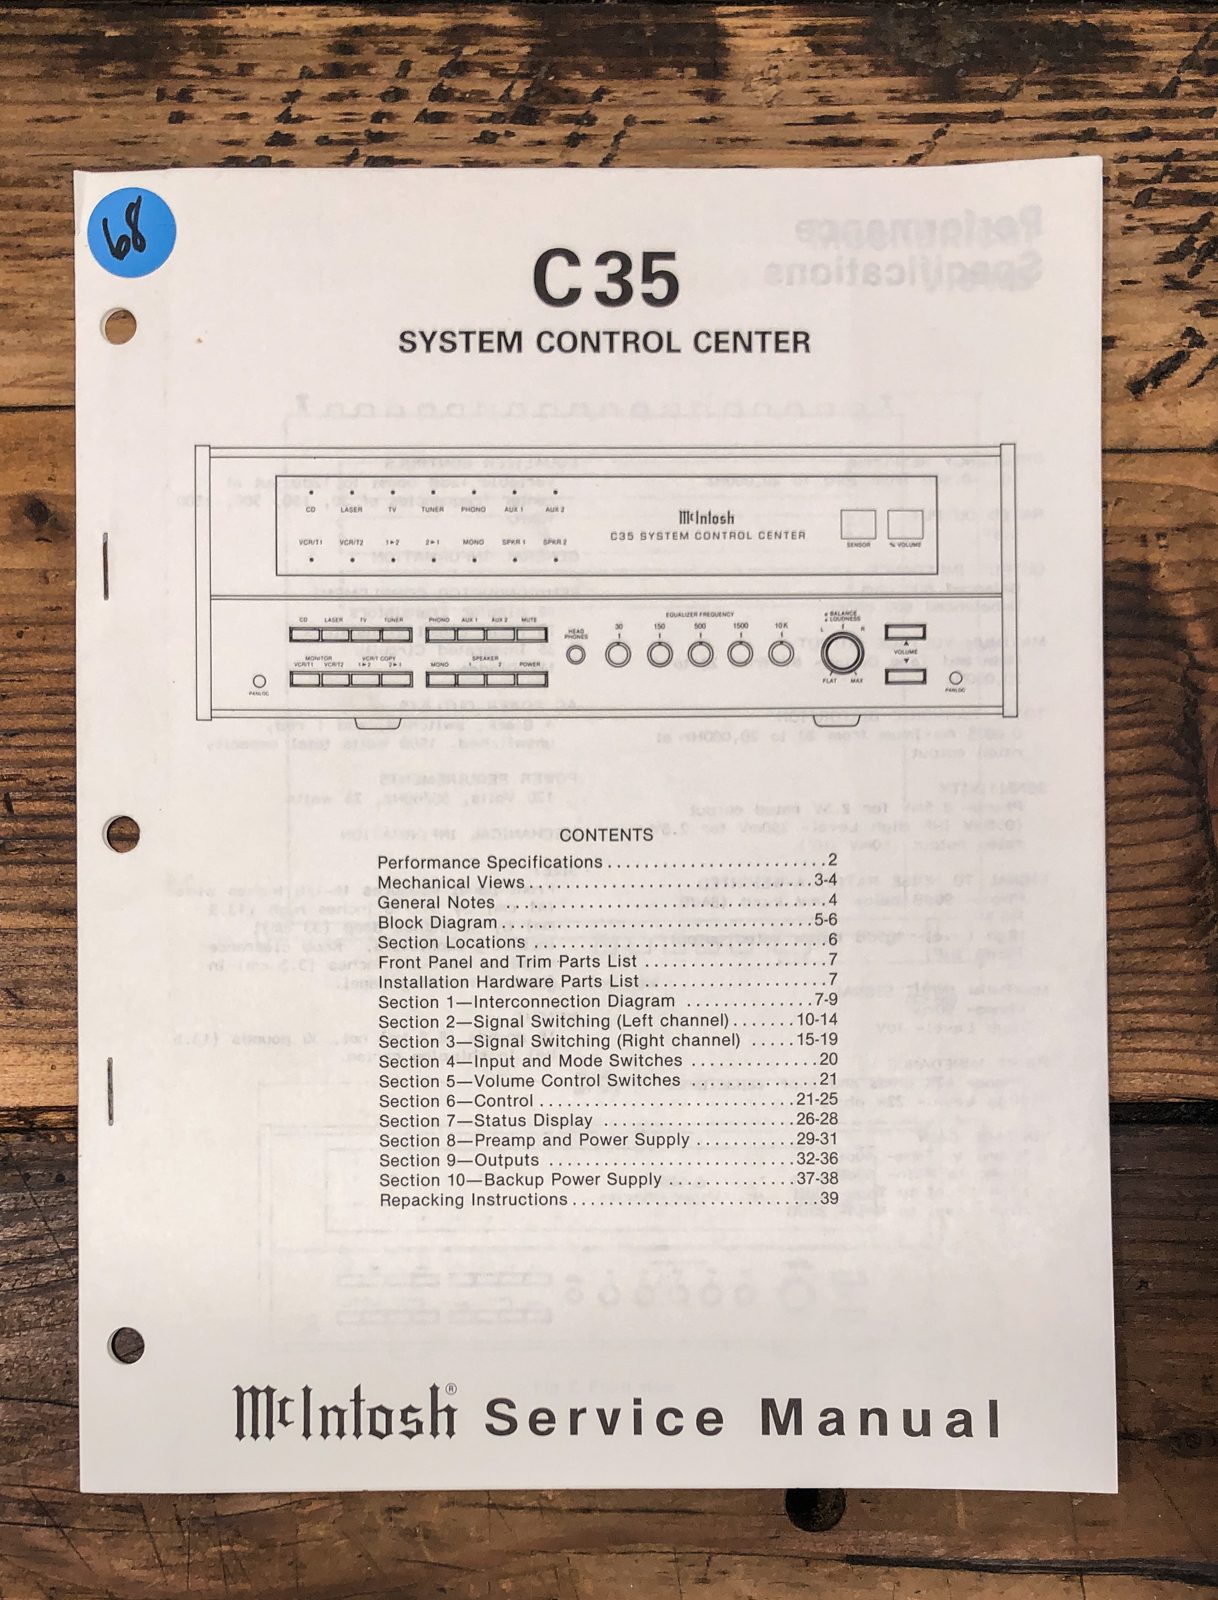 68
C 35
SYSTEM CONTROL CENTER
CD LASER TV TUNER PHONO AUX 1 AUX 2
McIntosh
C35 SYSTEM CONTROL CENTER
VCR/T1 VCR/T2 1►2 2►1 MONO SPKR 1 SPKR 2
SENSOR % VOLUME
CD LASER TV TUNER PHONO AUX 1 AUX 2 MUTE
HEAD PHONES
EQUALIZER FREQUENCY
30 150 500 1500 10K
BALANCE
LOUDNESS
L R
FLAT MAX
VOLUME
MONITOR VCR/T COPY SPEAKER
VCR/T1 VCR/T2 1►2 2►1 MONO 1 2 POWER
PANLOC PANLOC
CONTENTS
Performance Specifications........................2
Mechanical Views...............................3-4
General Notes ...................................4
Block Diagram..................................5-6
Section Locations ................................6
Front Panel and Trim Parts List ....................7
Installation Hardware Parts List.....................7
Section 1—Interconnection Diagram ..............7-9
Section 2—Signal Switching (Left channel).......10-14
Section 3—Signal Switching (Right channel) .....15-19
Section 4—Input and Mode Switches ..............20
Section 5—Volume Control Switches ...............21
Section 6—Control ...........................21-25
Section 7—Status Display .....................26-28
Section 8—Preamp and Power Supply ...........29-31
Section 9—Outputs ...........................32-36
Section 10—Backup Power Supply ..............37-38
Repacking Instructions...........................39
McIntosh® Service Manual